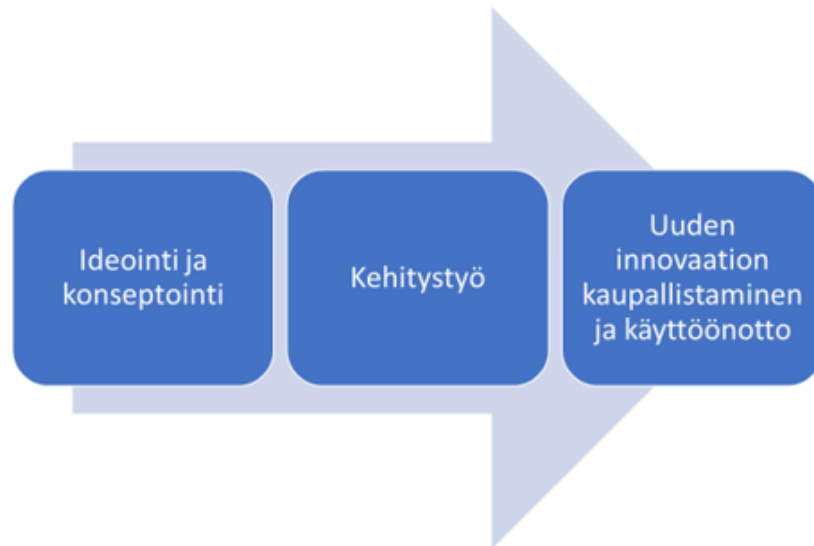 Ideointi ja
konseptointi
Kehitystyö
Uuden
innovaation
kaupallistaminen
ja käyttöönotto